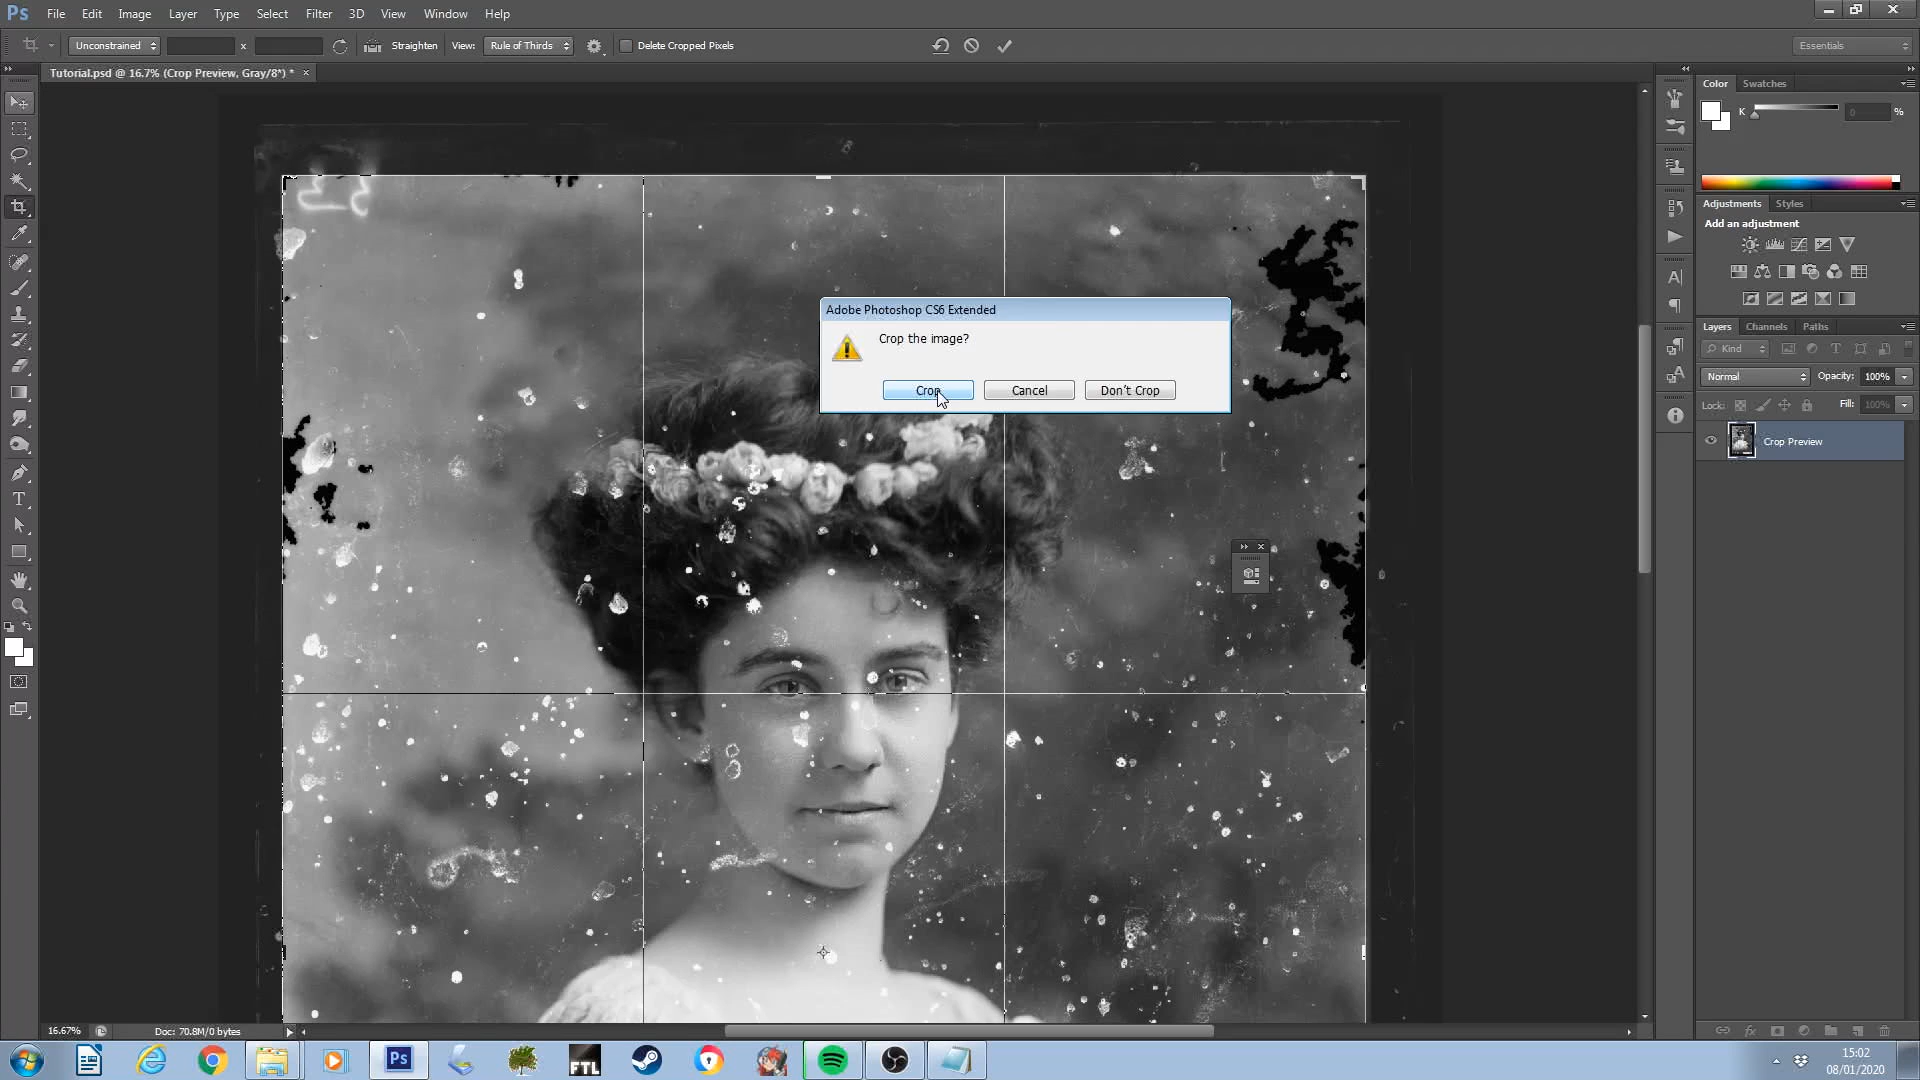 Ps File Edit Image Layer Type Select Filter 3D View Window Help
Unconstrained x Straighten View: Rule of Thirds Delete Cropped Pixels Essentials
Tutorial.psd @ 16.7% (Crop Preview, Gray/8*) * ×
Color Swatches
K 0 %
Adjustments Styles
Add an adjustment
Adobe Photoshop CS6 Extended
Crop the image?
Crop Cancel Don't Crop
Layers Channels Paths
Kind
Normal Opacity: 100%
Lock: Fill: 100%
Crop Preview
16.67% Doc: 70.8M/0 bytes
Ps FTL
15:02
08/01/2020